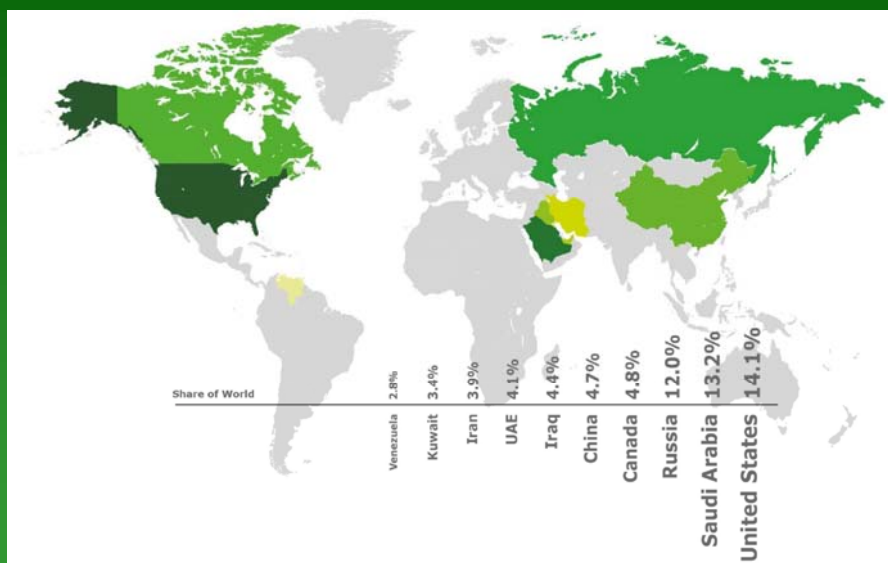 Share of World
2.8%
3.4%
3.9%
4.1%
4.4%
4.7%
4.8%
12.0%
13.2%
14.1%
Venezuela
Kuwait
Iran
UAE
Iraq
China
Canada
Russia
Saudi Arabia
United States